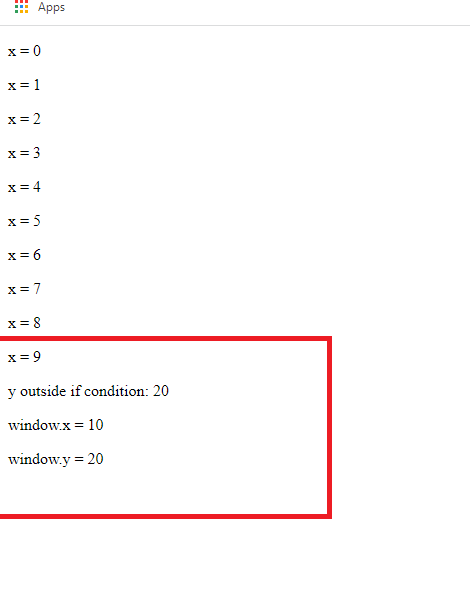 Apps
x = 0
x = 1
x = 2
x = 3
x = 4
x = 5
x = 6
x = 7
x = 8
x = 9
y outside if condition: 20
window.x = 10
window.y = 20